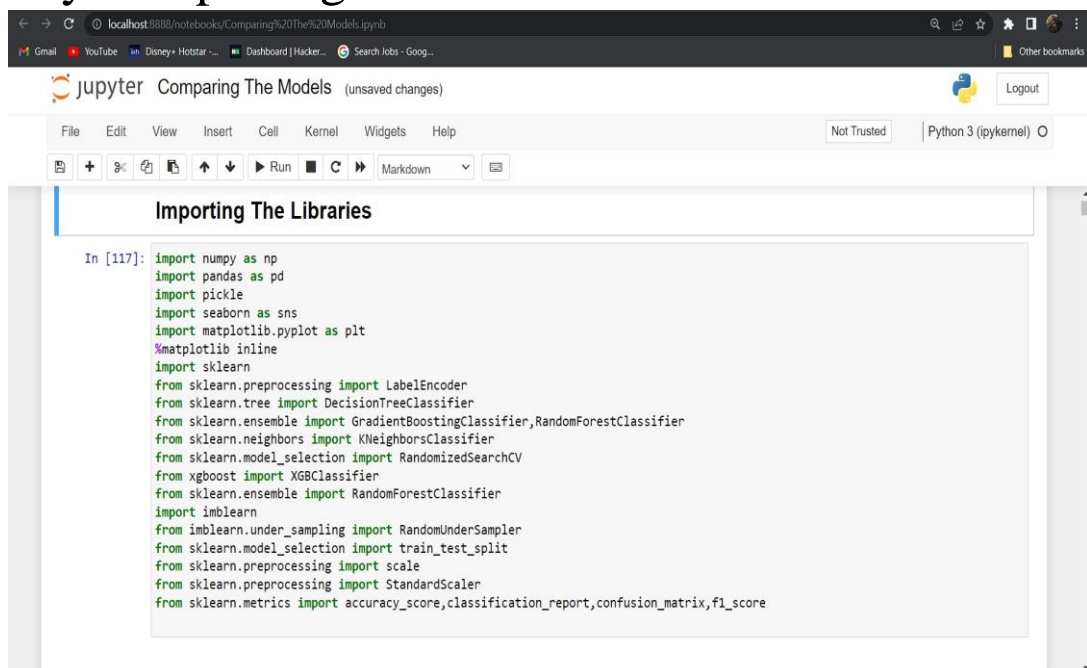 localhost:8888/notebooks/Comparing%20The%20Models.ipynb
Gmail YouTube Disney+ Hotstar -... Dashboard | Hacker... Search Jobs - Goog... Other bookmarks
jupyter Comparing The Models (unsaved changes) Logout
File Edit View Insert Cell Kernel Widgets Help Not Trusted Python 3 (ipykernel)
Run Markdown
Importing The Libraries
In [117]: import numpy as np
import pandas as pd
import pickle
import seaborn as sns
import matplotlib.pyplot as plt
%matplotlib inline
import sklearn
from sklearn.preprocessing import LabelEncoder
from sklearn.tree import DecisionTreeClassifier
from sklearn.ensemble import GradientBoostingClassifier,RandomForestClassifier
from sklearn.neighbors import KNeighborsClassifier
from sklearn.model_selection import RandomizedSearchCV
from xgboost import XGBClassifier
from sklearn.ensemble import RandomForestClassifier
import imblearn
from imblearn.under_sampling import RandomUnderSampler
from sklearn.model_selection import train_test_split
from sklearn.preprocessing import scale
from sklearn.preprocessing import StandardScaler
from sklearn.metrics import accuracy_score,classification_report,confusion_matrix,f1_score